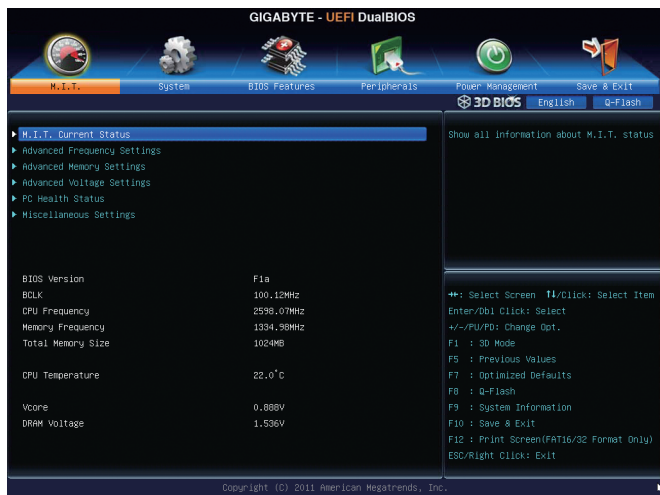 GIGABYTE - UEFI DualBIOS
M.I.T.
System
BIOS Features
Peripherals
Power Management
Save & Exit
3D BIOS
English
Q-Flash
M.I.T. Current Status
Advanced Frequency Settings
Advanced Memory Settings
Advanced Voltage Settings
PC Health Status
Miscellaneous Settings
Show all information about M.I.T. status
BIOS Version F1a
BCLK 100.12MHz
CPU Frequency 2598.07MHz
Memory Frequency 1334.98MHz
Total Memory Size 1024MB
CPU Temperature 22.0°C
Vcore 0.888V
DRAM Voltage 1.536V
→←: Select Screen ↑↓/Click: Select Item
Enter/Dbl Click: Select
+/-/PU/PD: Change Opt.
F1 : 3D Mode
F5 : Previous Values
F7 : Optimized Defaults
F8 : Q-Flash
F9 : System Information
F10 : Save & Exit
F12 : Print Screen(FAT16/32 Format Only)
ESC/Right Click: Exit
Copyright (C) 2011 American Megatrends, Inc.